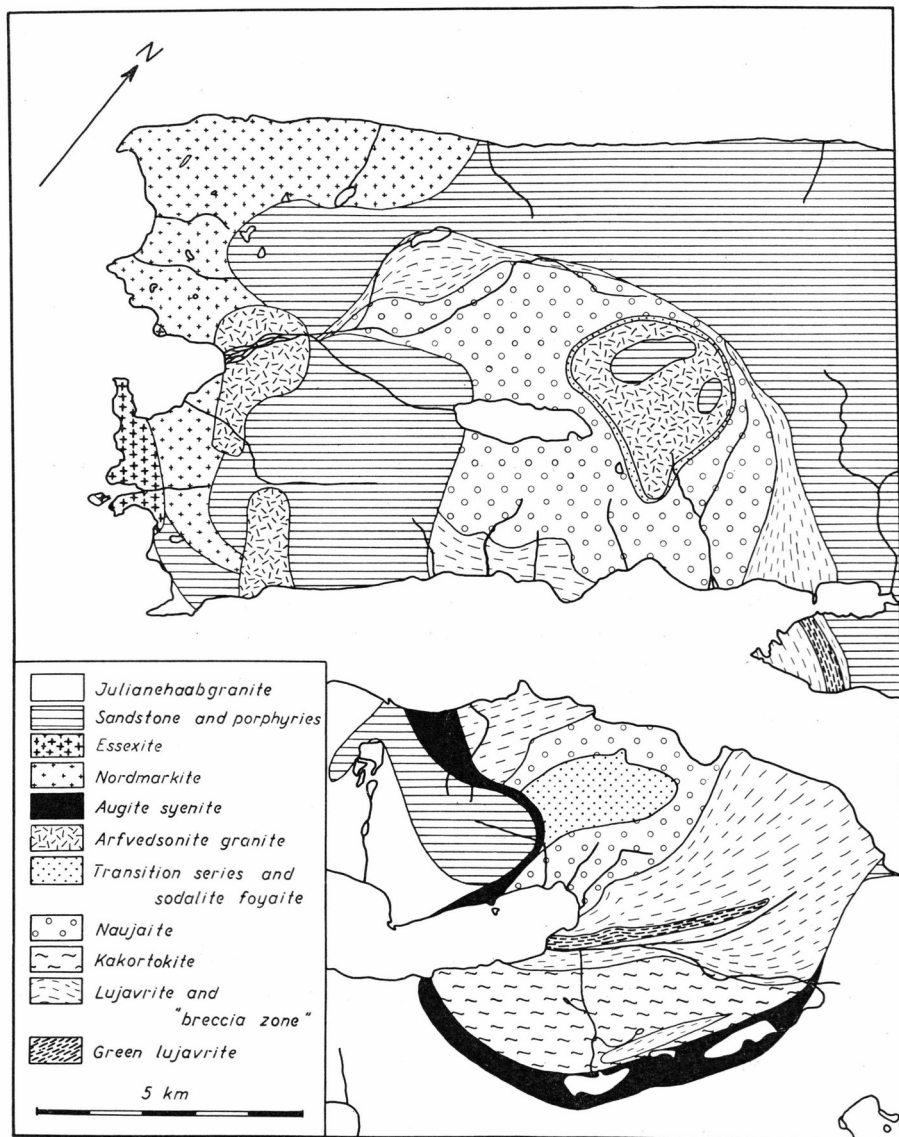 N
Julianehaabgranite
Sandstone and porphyries
Essexite
Nordmarkite
Augite syenite
Arfvedsonite granite
Transition series and
sodalite foyaite
Naujaite
Kakortokite
Lujavrite and
"breccia zone"
Green lujavrite
5 km